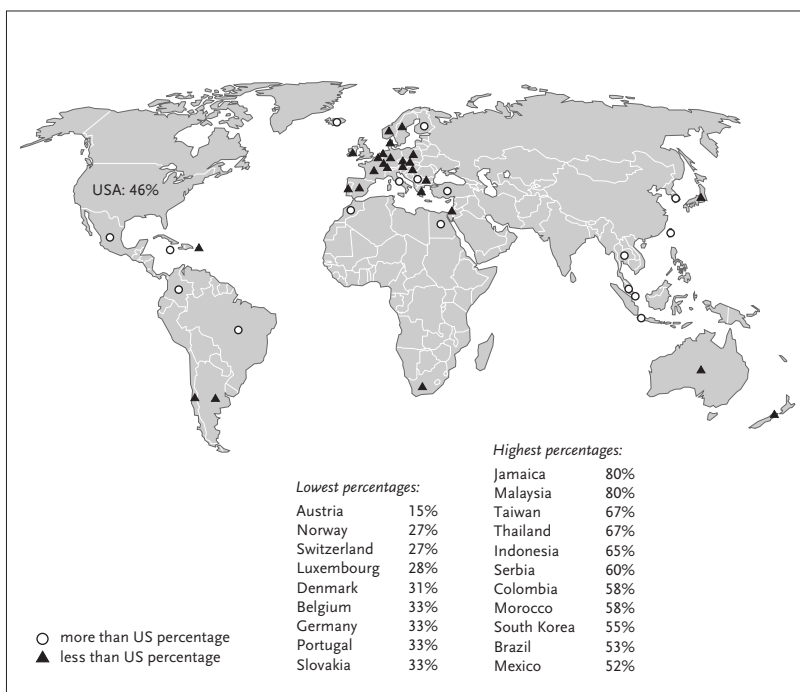 USA: 46%
Lowest percentages:
Austria 15%
Norway 27%
Switzerland 27%
Luxembourg 28%
Denmark 31%
Belgium 33%
Germany 33%
Portugal 33%
Slovakia 33%
Highest percentages:
Jamaica 80%
Malaysia 80%
Taiwan 67%
Thailand 67%
Indonesia 65%
Serbia 60%
Colombia 58%
Morocco 58%
South Korea 55%
Brazil 53%
Mexico 52%
more than US percentage
less than US percentage